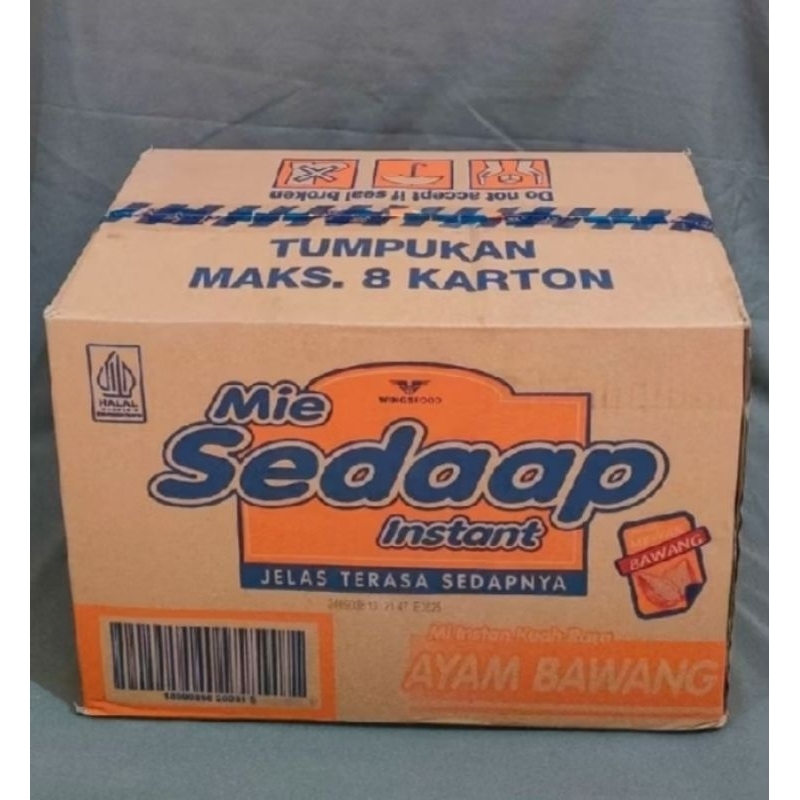 Do not accept if seal broken
TUMPUKAN
MAKS. 8 KARTON
HALAL
WINGSFOOD
Mie
Sedaap
Instant
JELAS TERASA SEDAPNYA
BAWANG
Mi Instan Kuah Rasa
AYAM BAWANG